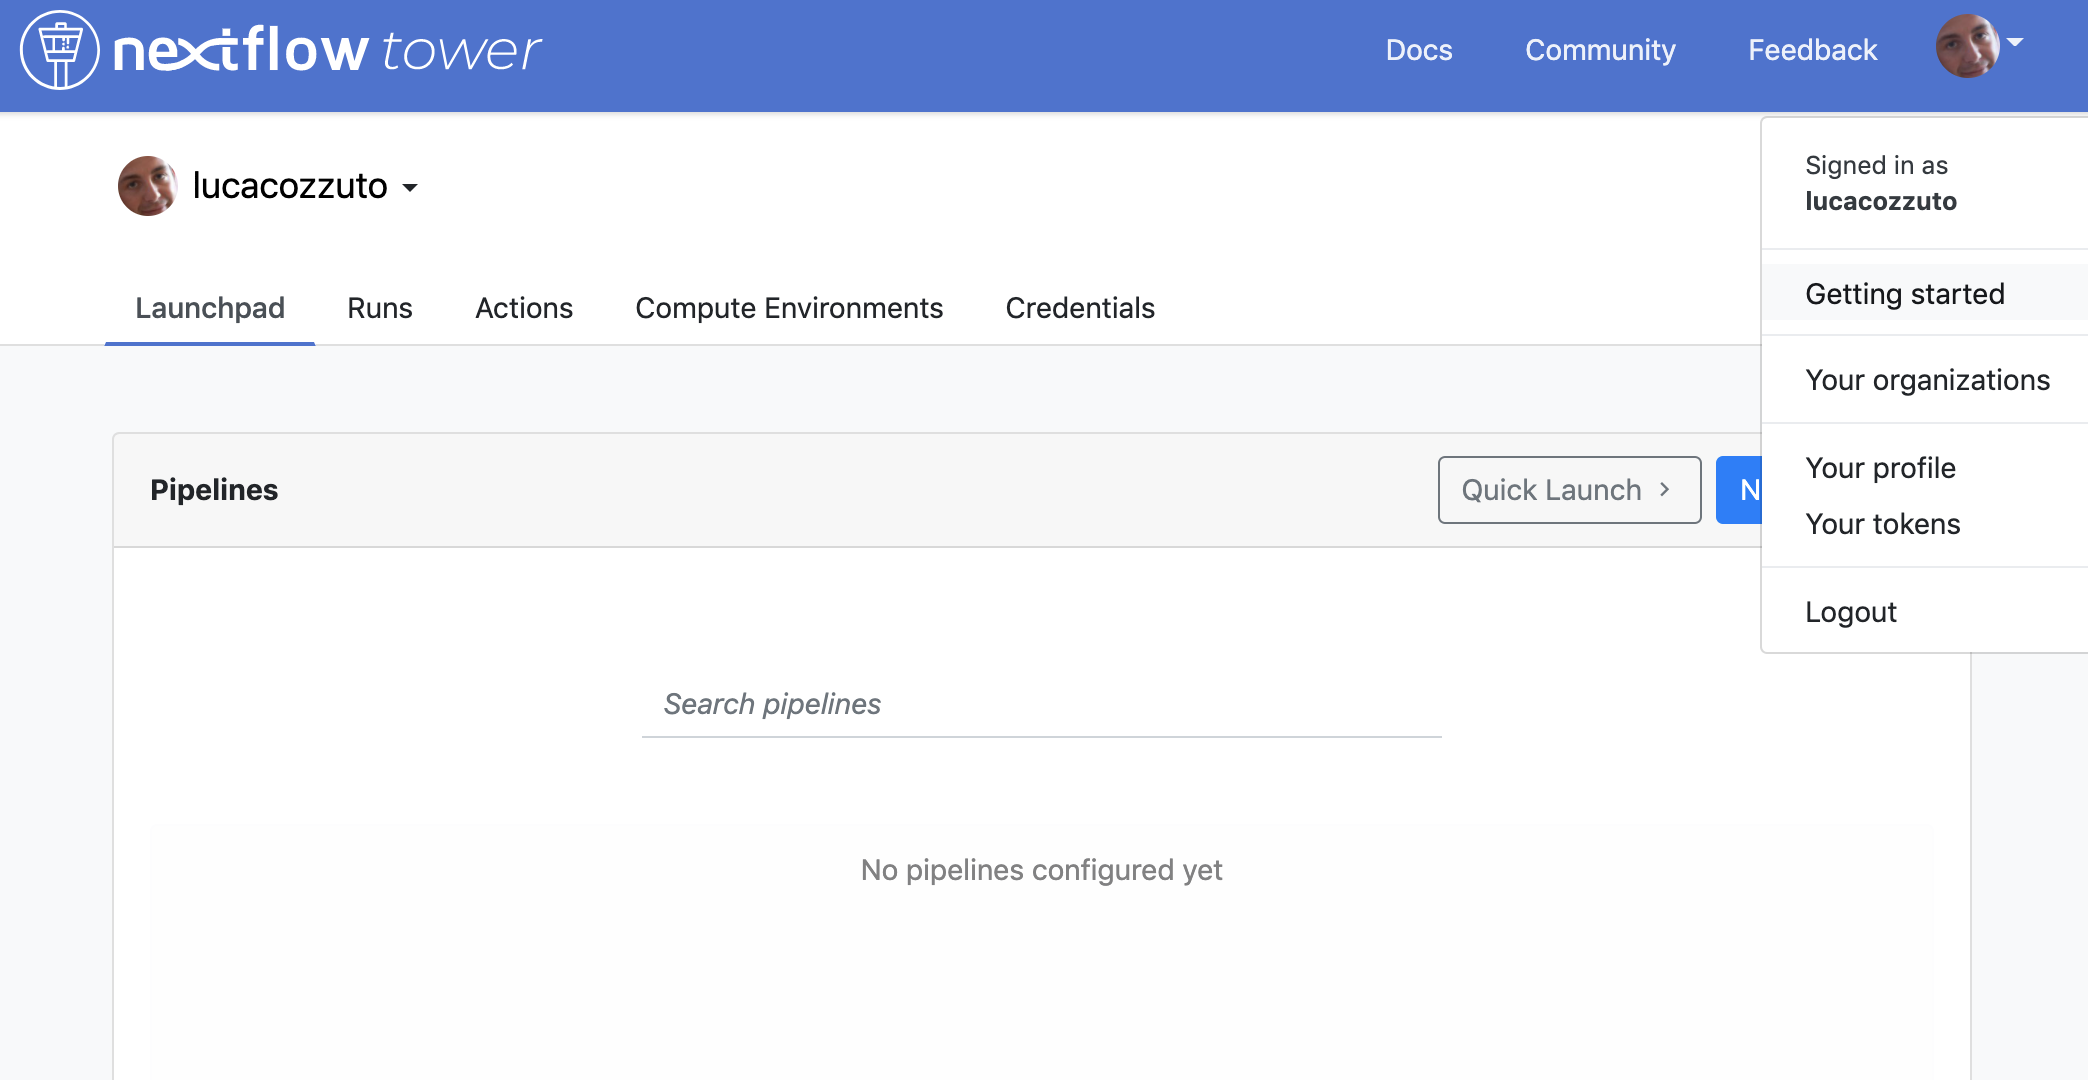 nextflow tower
Docs Community Feedback
lucacozzuto
Signed in as
lucacozzuto
Launchpad Runs Actions Compute Environments Credentials
Getting started
Your organizations
Pipelines
Quick Launch
N
Your profile
Your tokens
Logout
Search pipelines
No pipelines configured yet